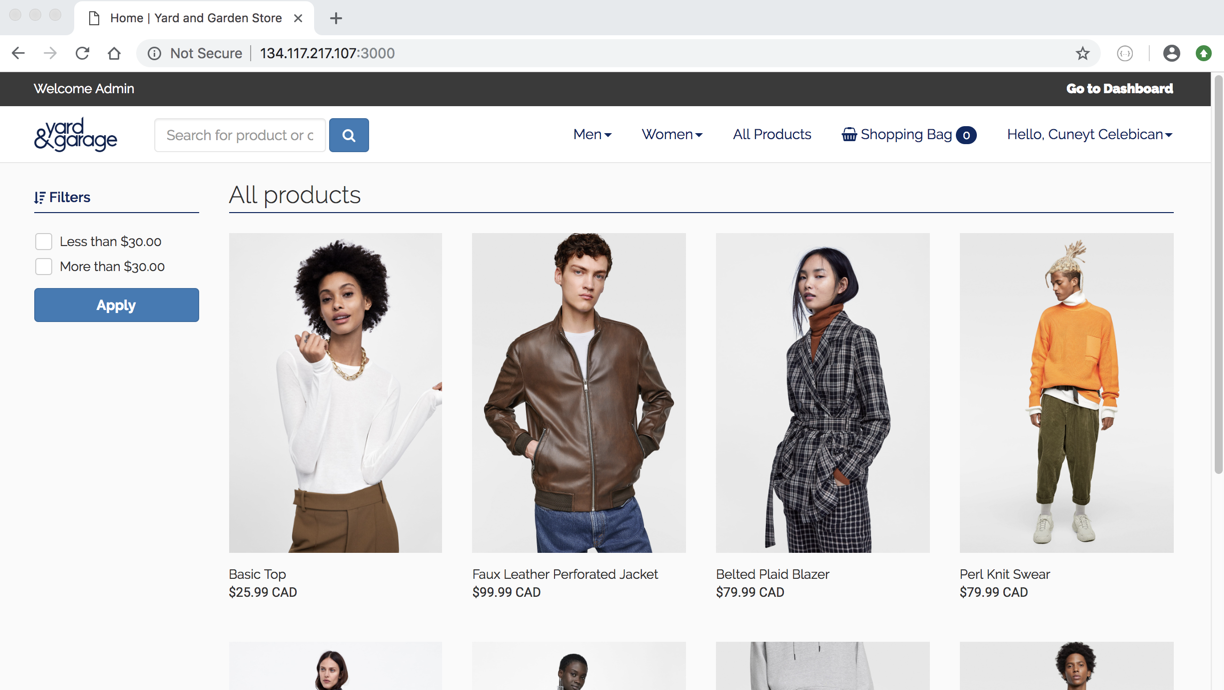 Home | Yard and Garden Store
Not Secure | 134.117.217.107:3000
Welcome Admin
Go to Dashboard
&yard
garage
Search for product or c
Men
Women
All Products
Shopping Bag 0
Hello, Cuneyt Celebican
Filters
Less than $30.00
More than $30.00
Apply
All products
Basic Top
$25.99 CAD
Faux Leather Perforated Jacket
$99.99 CAD
Belted Plaid Blazer
$79.99 CAD
Perl Knit Swear
$79.99 CAD